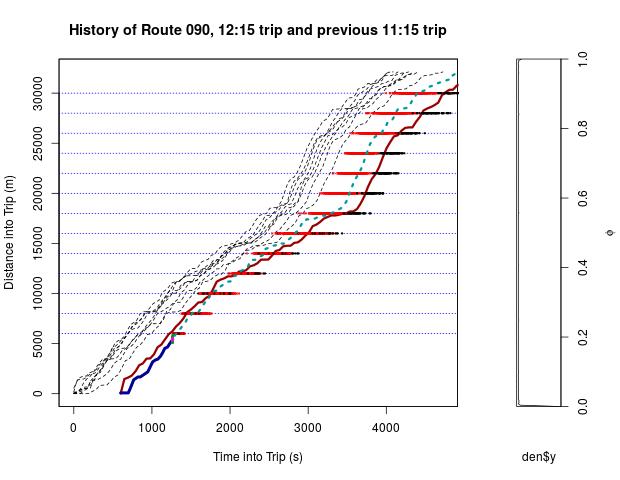 History of Route 090, 12:15 trip and previous 11:15 trip
Distance Into Trip (m)
30000
25000
20000
15000
10000
5000
0
0 1000 2000 3000 4000
Time into Trip (s)
1.0
0.8
0.6
0.4
0.2
0.0
ϕ
den$y